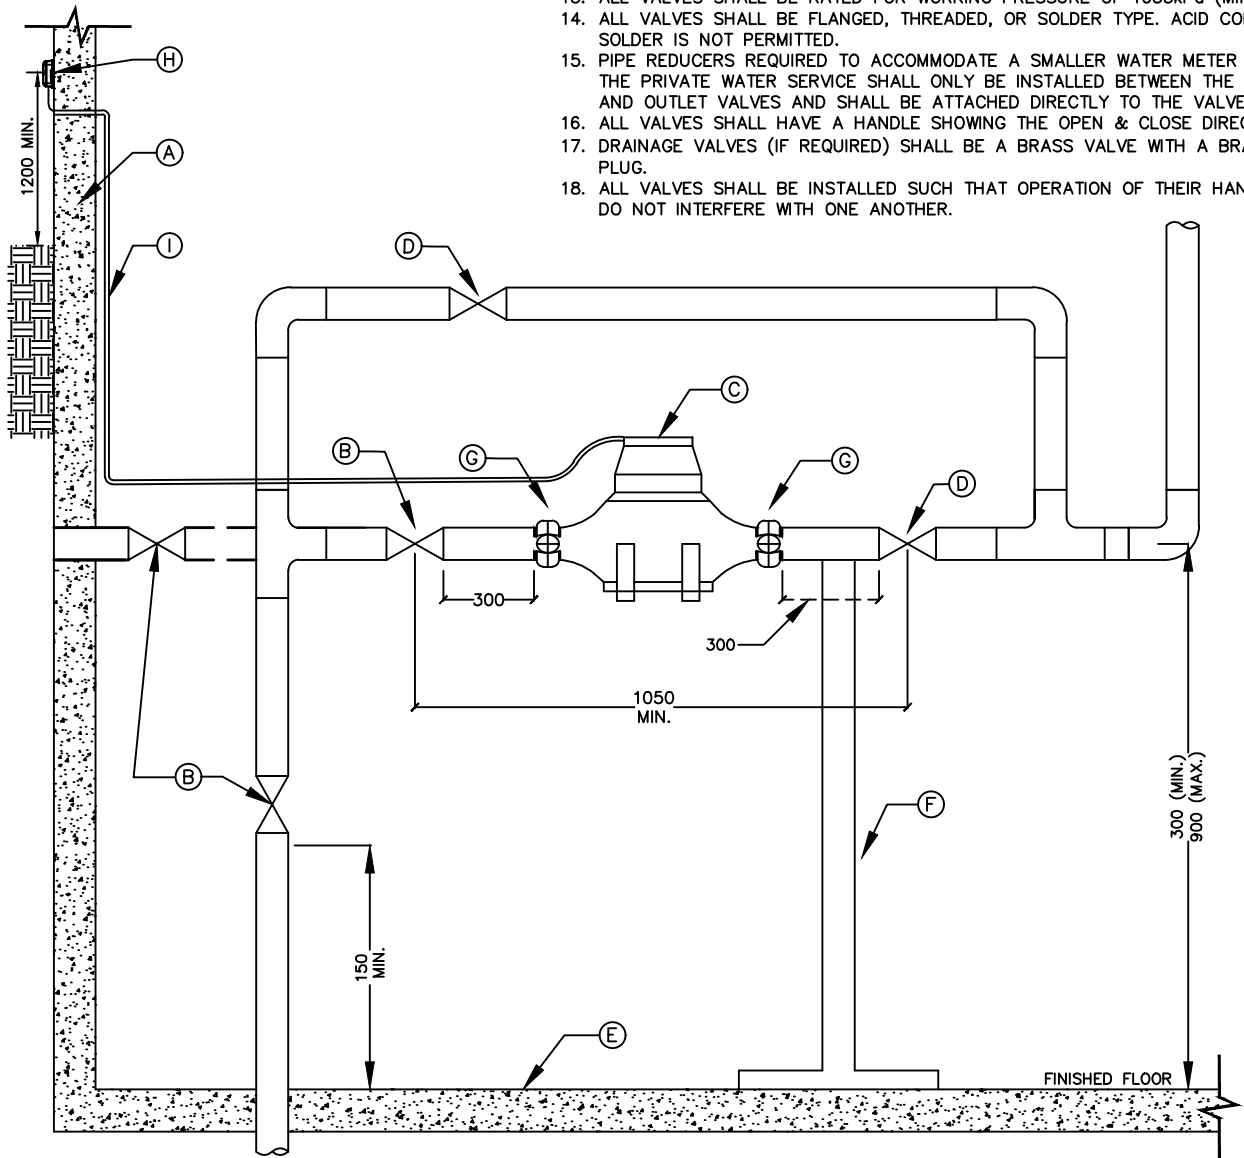 14. ALL VALVES SHALL BE FLANGED, THREADED, OR SOLDER TYPE. ACID
SOLDER IS NOT PERMITTED.
15. PIPE REDUCERS REQUIRED TO ACCOMMODATE A SMALLER WATER METER
THE PRIVATE WATER SERVICE SHALL ONLY BE INSTALLED BETWEEN THE
AND OUTLET VALVES AND SHALL BE ATTACHED DIRECTLY TO THE VALVE
16. ALL VALVES SHALL HAVE A HANDLE SHOWING THE OPEN & CLOSE
17. DRAINAGE VALVES (IF REQUIRED) SHALL BE A BRASS VALVE WITH A
PLUG.
18. ALL VALVES SHALL BE INSTALLED SUCH THAT OPERATION OF THEIR
DO NOT INTERFERE WITH ONE ANOTHER.
H
1200 MIN.
A
I
D
C
B
G
G
D
300
300
1050
MIN.
B
F
300 (MIN.)
900 (MAX.)
150
MIN.
E
FINISHED FLOOR